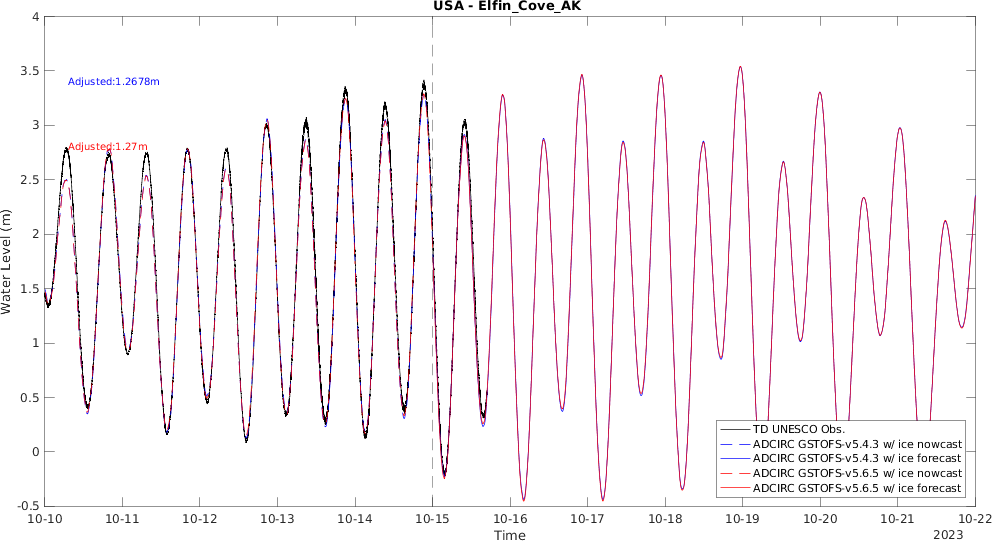 USA - Elfin_Cove_AK
4
3.5
3
2.5
2
1.5
1
0.5
0
-0.5
Water Level (m)
Adjusted:1.2678m
Adjusted:1.27m
TD UNESCO Obs.
ADCIRC GSTOFS-v5.4.3 w/ ice nowcast
ADCIRC GSTOFS-v5.4.3 w/ ice forecast
ADCIRC GSTOFS-v5.6.5 w/ ice nowcast
ADCIRC GSTOFS-v5.6.5 w/ ice forecast
10-10 10-11 10-12 10-13 10-14 10-15 10-16 10-17 10-18 10-19 10-20 10-21 10-22
Time
2023